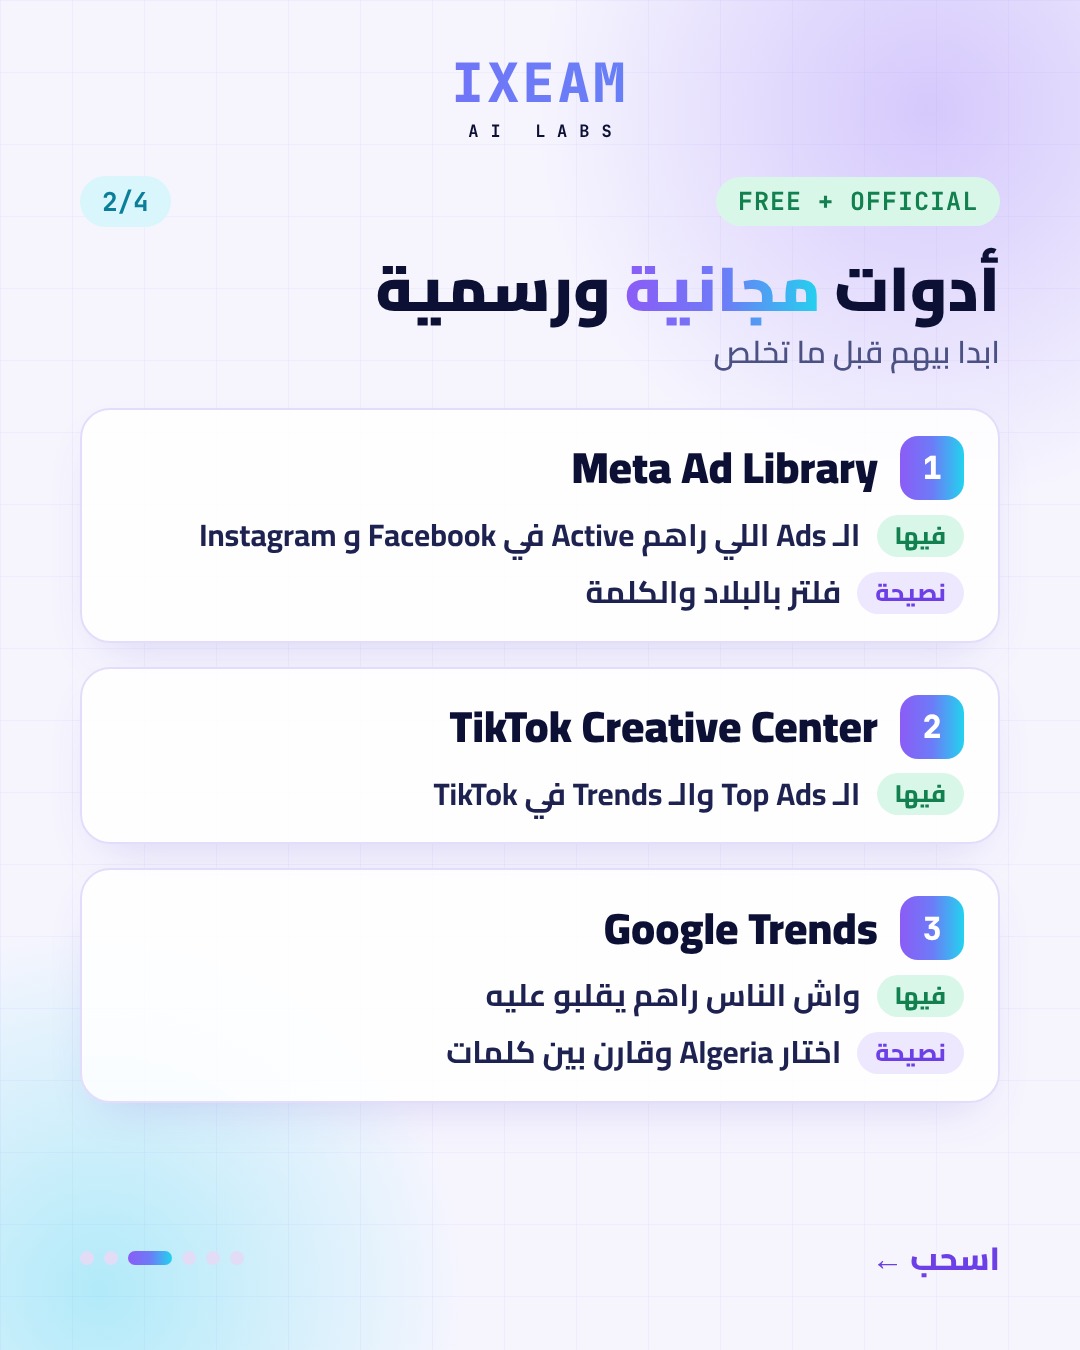 IXEAM
AI LABS
FREE + OFFICIAL
2/4
أدوات مجانية ورسمية
ابدا بيهم قبل ما تخلص
1 Meta Ad Library
فيها الـ Ads اللي راهم Active في Facebook و Instagram
نصيحة فلتر بالبلاد والكلمة
2 TikTok Creative Center
فيها الـ Top Ads والـ Trends في TikTok
3 Google Trends
فيها واش الناس راهم يقلبو عليه
نصيحة اختار Algeria وقارن بين كلمات
اسحب ←